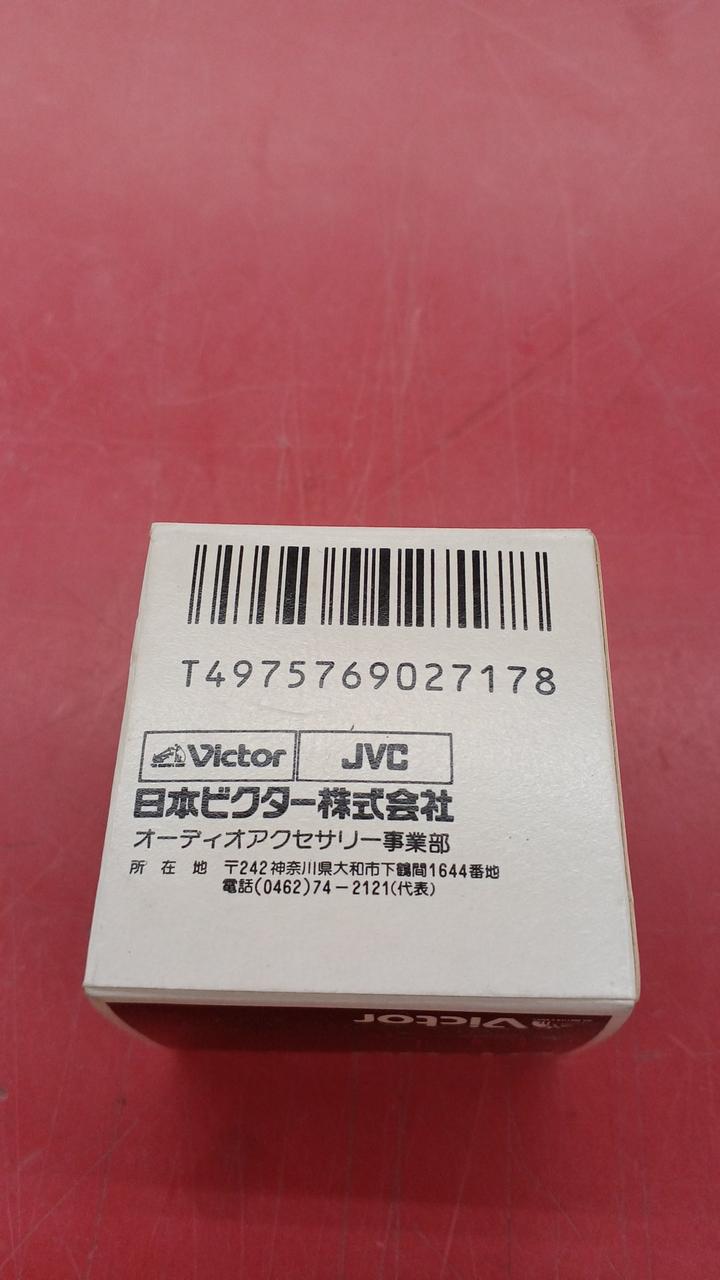 T4975769027178
Victor JVC
日本ビクター株式会社
オーディオアクセサリー事業部
所在地 〒242 神奈川県大和市下鶴間1644番地
電話(0462)74-2121(代表)
Victor